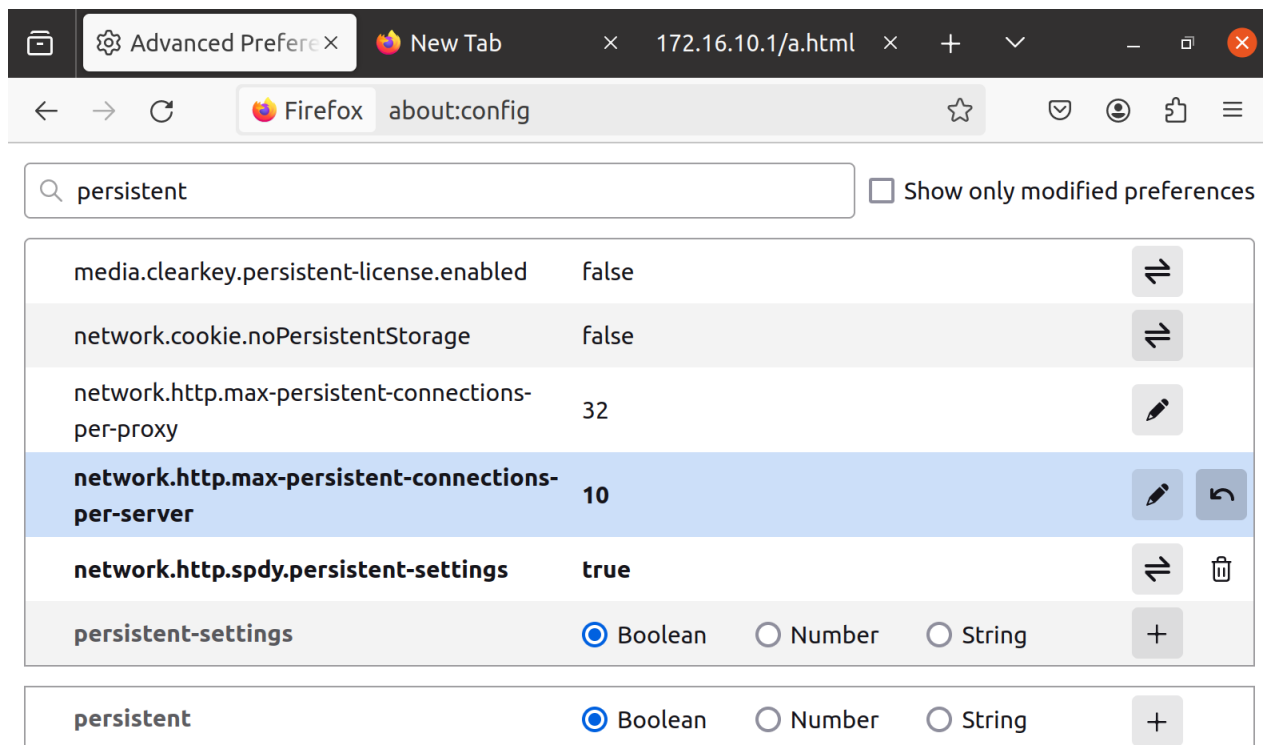 Advanced Prefere
New Tab
172.16.10.1/a.html
Firefox about:config
persistent
Show only modified preferences
media.clearkey.persistent-license.enabled false
network.cookie.noPersistentStorage false
network.http.max-persistent-connections-
per-proxy
32
network.http.max-persistent-connections-
per-server
10
network.http.spdy.persistent-settings true
persistent-settings Boolean Number String
persistent Boolean Number String